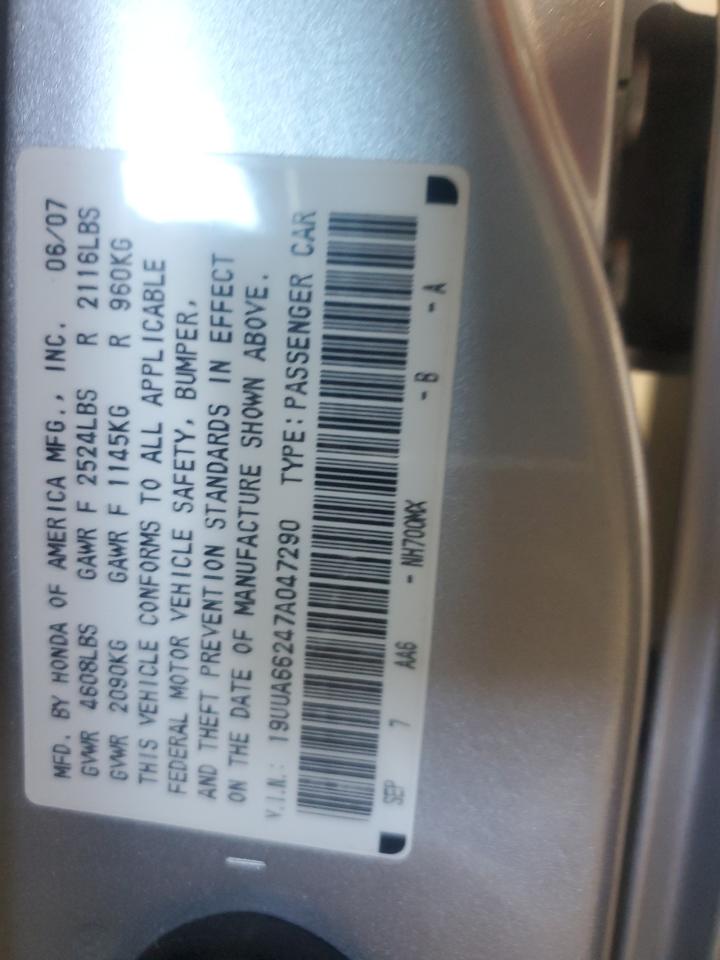 MFD. BY HONDA OF AMERICA MFG., INC. 06/07
GVWR 4608LBS GAWR F 2524LBS R 2116LBS
GVWR 2090KG GAWR F 1145KG R 960KG
THIS VEHICLE CONFORMS TO ALL APPLICABLE
FEDERAL MOTOR VEHICLE SAFETY, BUMPER,
AND THEFT PREVENTION STANDARDS IN EFFECT
ON THE DATE OF MANUFACTURE SHOWN ABOVE.
V.I.N.: 19UUA66247A047290 TYPE: PASSENGER CAR
SEP 7 AA6 - NH700MX - B - A